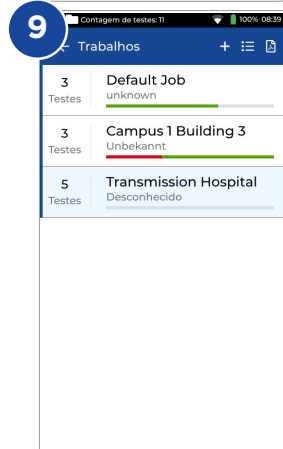 9
Contagem de testes: 11 100% 08:39
← Trabalhos
3 Default Job
Testes unknown
3 Campus 1 Building 3
Testes Unbekannt
5 Transmission Hospital
Testes Desconhecido